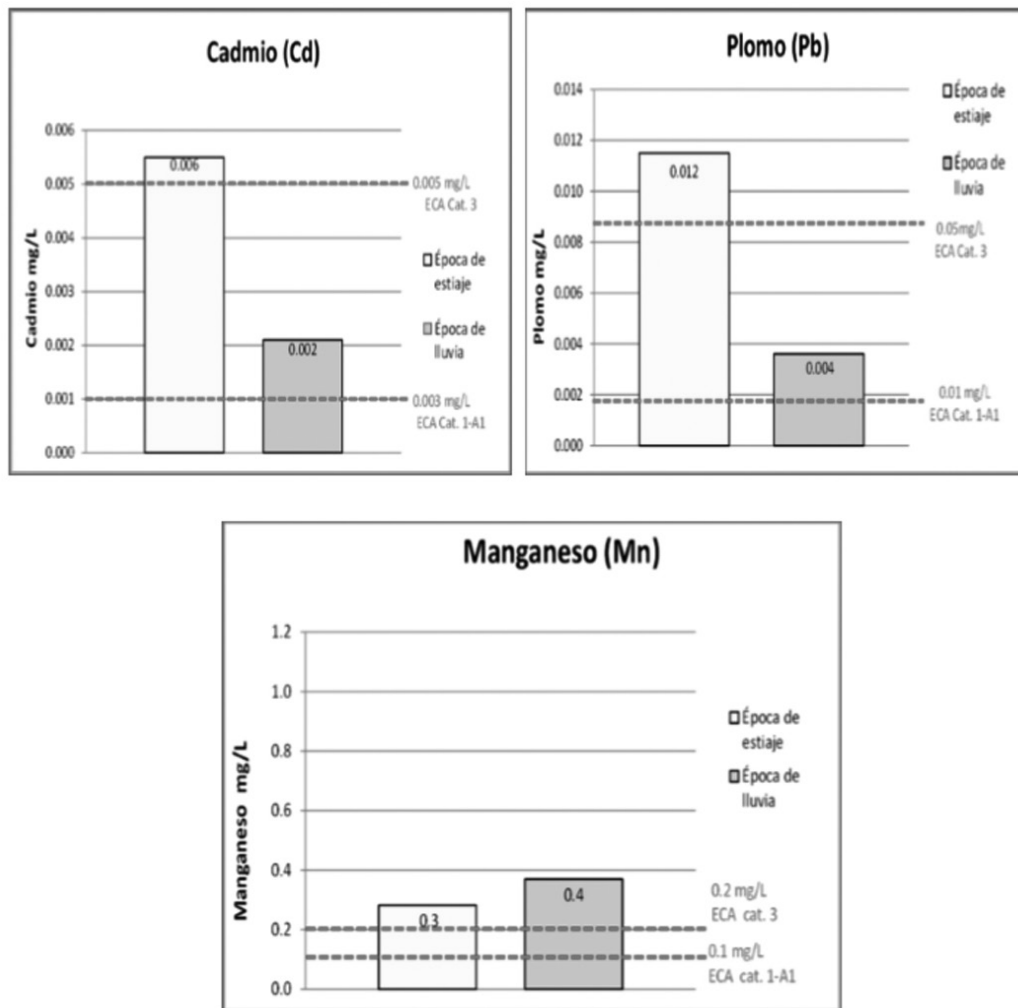 Cadmio (Cd)
Cadmio mg/L
0.006
0.005
0.004
0.003
0.002
0.001
0.000
0.006
0.002
0.005 mg/L
ECA Cat. 3
Época de
estiaje
Época de
lluvia
0.003 mg/L
ECA Cat. 1-A1
Plomo (Pb)
Plomo mg/L
0.014
0.012
0.010
0.008
0.006
0.004
0.002
0.000
0.012
0.004
Época de
estiaje
Época de
lluvia
0.05mg/L
ECA Cat. 3
0.01 mg/L
ECA Cat. 1-A1
Manganeso (Mn)
Manganeso mg/L
1.2
1.0
0.8
0.6
0.4
0.2
0.0
0.3
0.4
Época de
estiaje
Época de
lluvia
0.2 mg/L
ECA cat. 3
0.1 mg/L
ECA cat. 1-A1